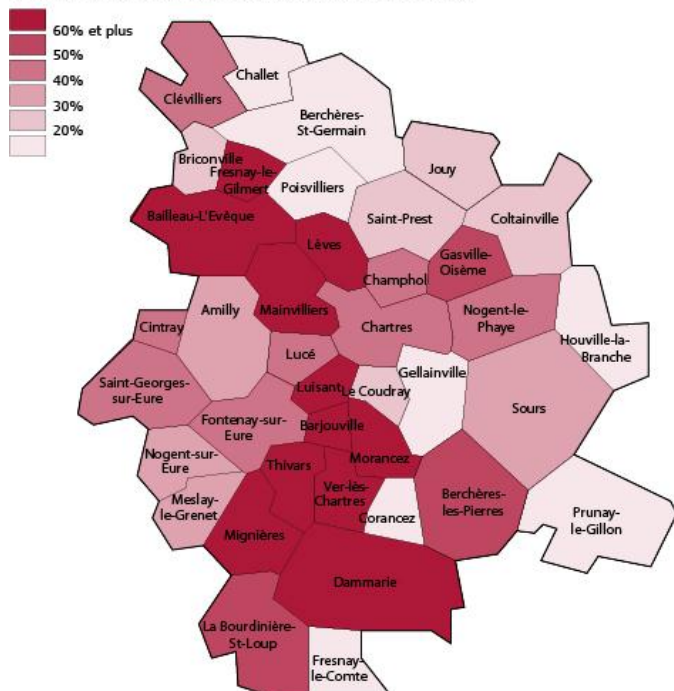 60% et plus
50%
40%
30%
20%
Challet
Clévilliers
Berchères-
St-Germain
Briconville
Fresnay-le-
Gilmert
Poisvilliers
Jouy
Bailleau-L'Evèque
Saint-Prest
Coltainville
Lèves
Gasville-
Oisème
Champhol
Amilly
Mainvilliers
Nogent-le-
Phaye
Cintray
Chartres
Houville-la-
Branche
Lucé
Saint-Georges-
sur-Eure
Gellainville
Luisant
Le Coudray
Sours
Fontenay-sur-
Eure
Barjouville
Nogent-sur-
Eure
Morancez
Thivars
Ver-lès-
Chartres
Berchères-
les-Pierres
Meslay-
le-Grenet
Corancez
Prunay-
le-Gillon
Mignières
Dammarie
La Bourdinière-
St-Loup
Fresnay-
le-Comte